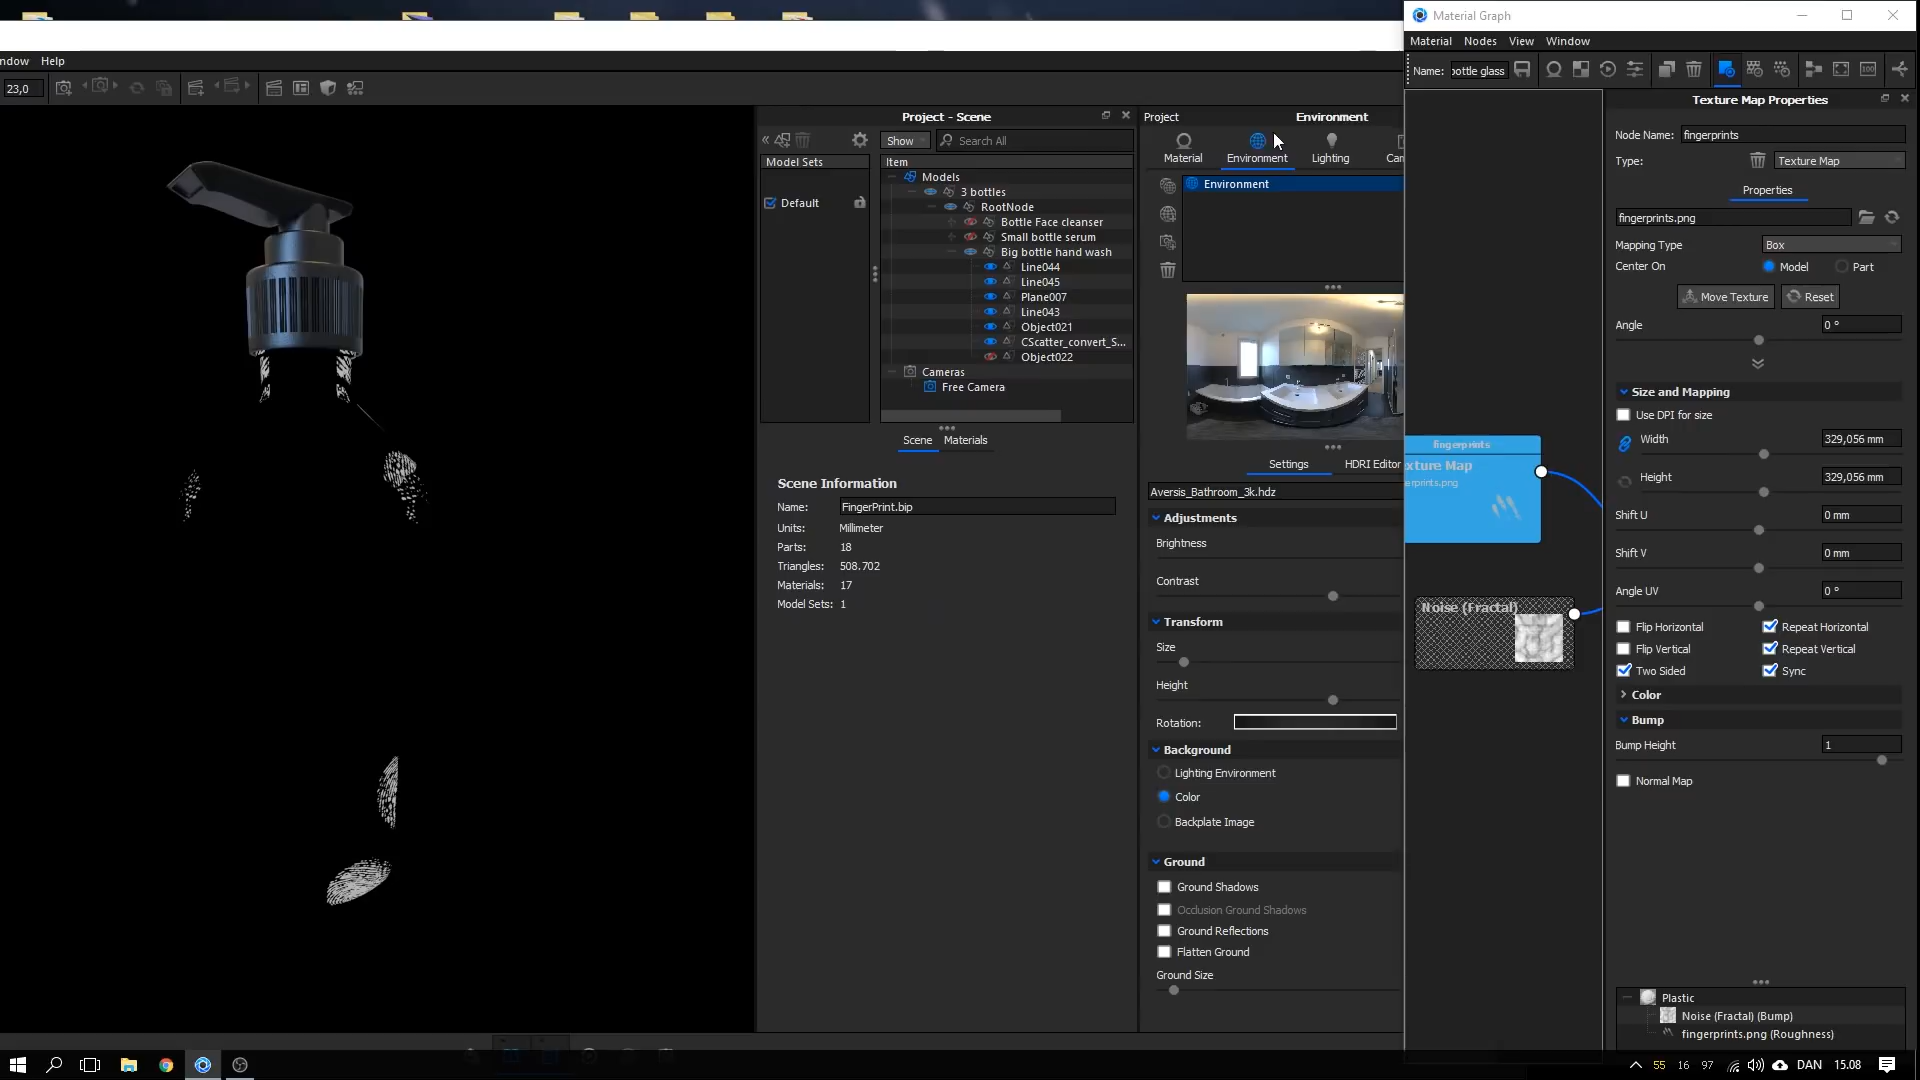 Material Graph
Material Nodes View Window
Name: ottle glass
ndow Help
23,0
Project - Scene
Show Search All
Model Sets
Default
Item
Models
3 bottles
RootNode
Bottle Face cleanser
Small bottle serum
Big bottle hand wash
Line044
Line045
Plane007
Line043
Object021
CScatter_convert_S...
Object022
Cameras
Free Camera
Scene Materials
Scene Information
Name: FingerPrint.bip
Units: Millimeter
Parts: 18
Triangles: 508.702
Materials: 17
Model Sets: 1
Project Environment
Material Environment Lighting Cam
Environment
Settings HDRI Editor
Aversis_Bathroom_3k.hdz
Adjustments
Brightness
Contrast
Transform
Size
Height
Rotation:
Background
Lighting Environment
Color
Backplate Image
Ground
Ground Shadows
Occlusion Ground Shadows
Ground Reflections
Flatten Ground
Ground Size
fingerprints
xture Map
erprints.png
Noise (Fractal)
Texture Map Properties
Node Name: fingerprints
Type: Texture Map
Properties
fingerprints.png
Mapping Type Box
Center On Model Part
Move Texture Reset
Angle 0 °
Size and Mapping
Use DPI for size
Width 329,056 mm
Height 329,056 mm
Shift U 0 mm
Shift V 0 mm
Angle UV 0 °
Flip Horizontal Repeat Horizontal
Flip Vertical Repeat Vertical
Two Sided Sync
Color
Bump
Bump Height 1
Normal Map
Plastic
Noise (Fractal) (Bump)
fingerprints.png (Roughness)
55 16 97 DAN 15.08